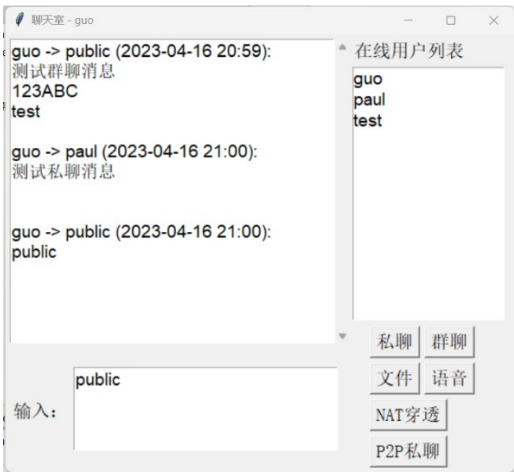 聊天室 - guo
guo -> public (2023-04-16 20:59):
测试群聊消息
123ABC
test
guo -> paul (2023-04-16 21:00):
测试私聊消息
guo -> public (2023-04-16 21:00):
public
在线用户列表
guo
paul
test
私聊 群聊
文件 语音
NAT穿透
P2P私聊
输入：
public